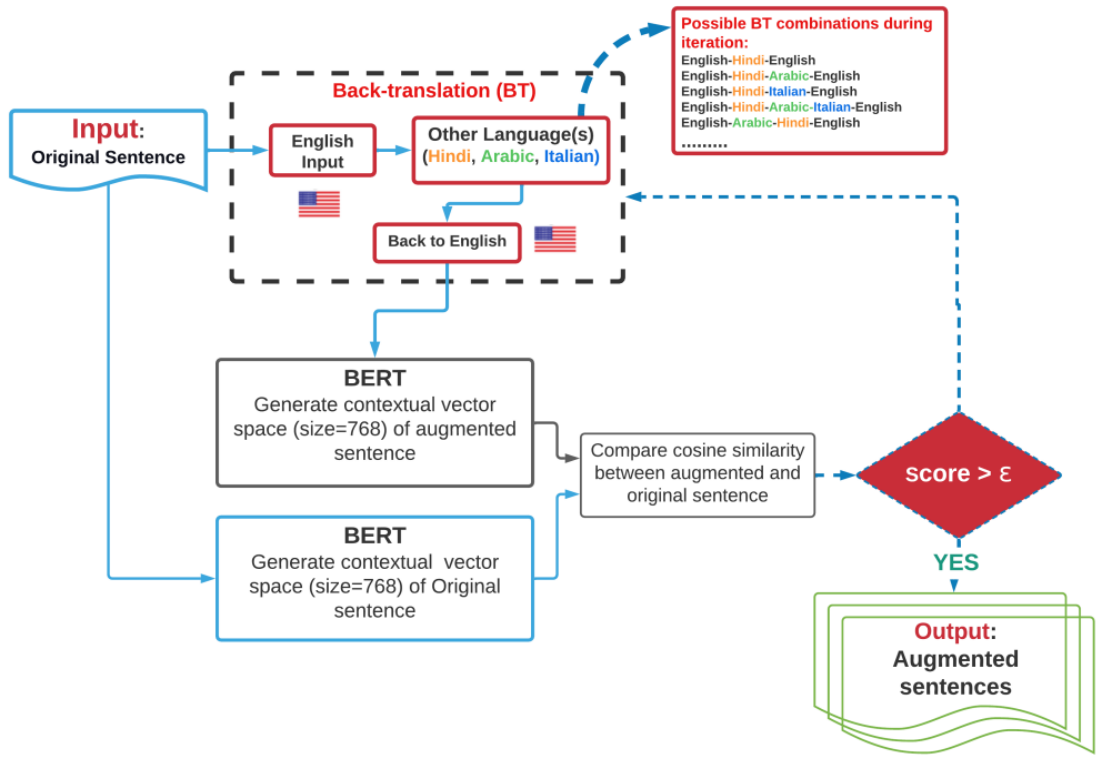 Possible BT combinations during
iteration:
English-Hindi-English
English-Hindi-Arabic-English
English-Hindi-Italian-English
English-Hindi-Arabic-Italian-English
English-Arabic-Hindi-English
.........
Back-translation (BT)
Input:
Original Sentence
English
Input
Other Language(s)
(Hindi, Arabic, Italian)
Back to English
BERT
Generate contextual vector
space (size=768) of augmented
sentence
Compare cosine similarity
between augmented and
original sentence
score > ε
BERT
Generate contextual vector
space (size=768) of Original
sentence
YES
Output:
Augmented
sentences